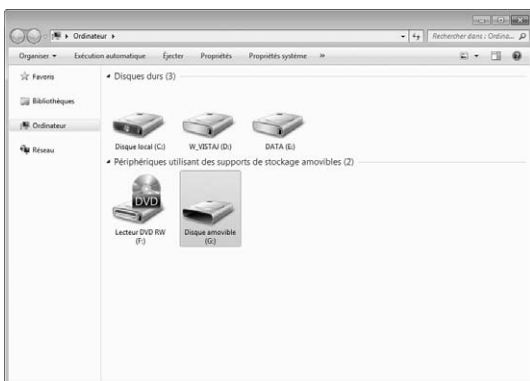 Ordinateur
Rechercher dans : Ordina...
Organiser Exécution automatique Éjecter Propriétés Propriétés système »
Favoris
Disques durs (3)
Bibliothèques
Ordinateur
Disque local (C:) W_VISTAJ (D:) DATA (E:)
Réseau
Périphériques utilisant des supports de stockage amovibles (2)
DVD
Lecteur DVD RW
(F:)
Disque amovible
(G:)